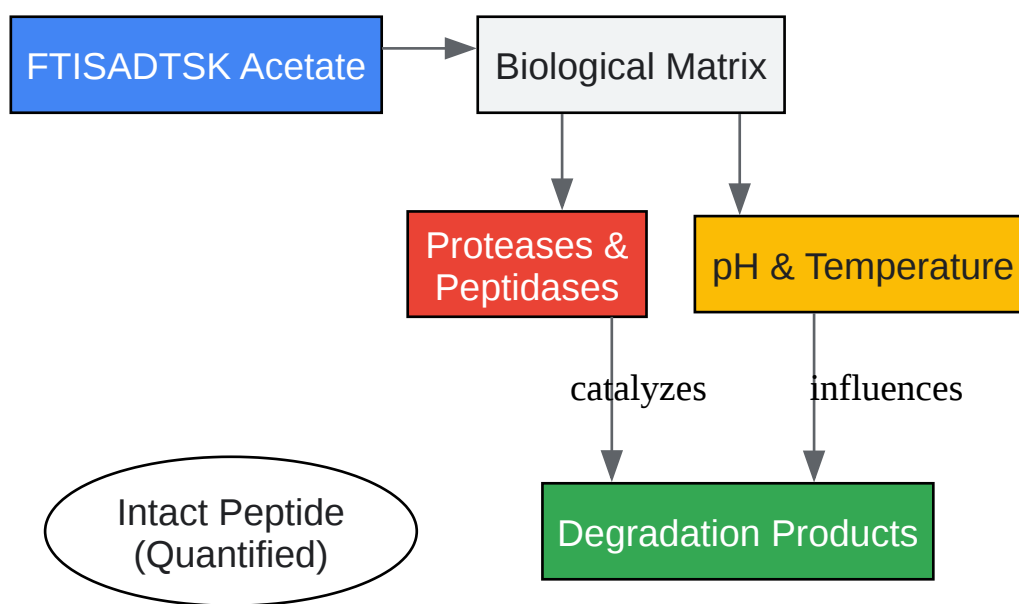 FTISADTSK Acetate
Biological Matrix
Proteases &
Peptidases
pH & Temperature
catalyzes
influences
Intact Peptide
(Quantified)
Degradation Products